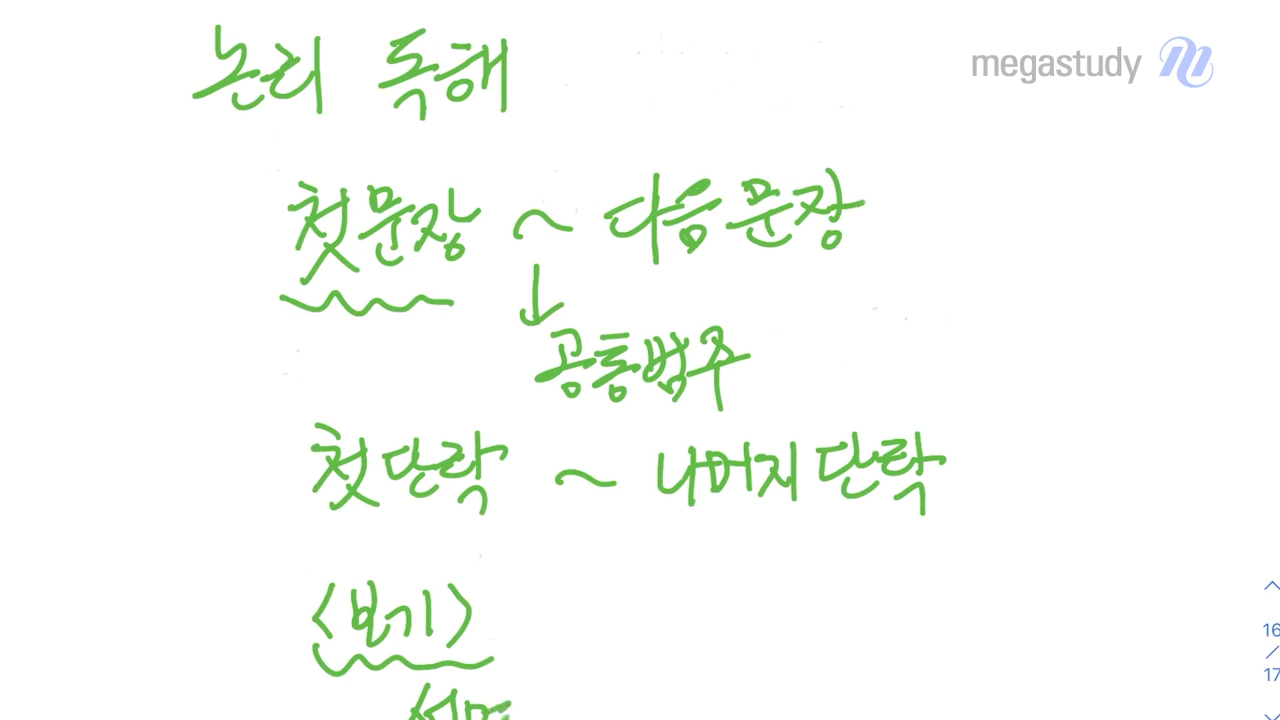 megastudy
논리 독해
첫문장 ~ 다음문장
↓
공통범주
첫단락 ~ 나머지단락
<보기>
16
/
17